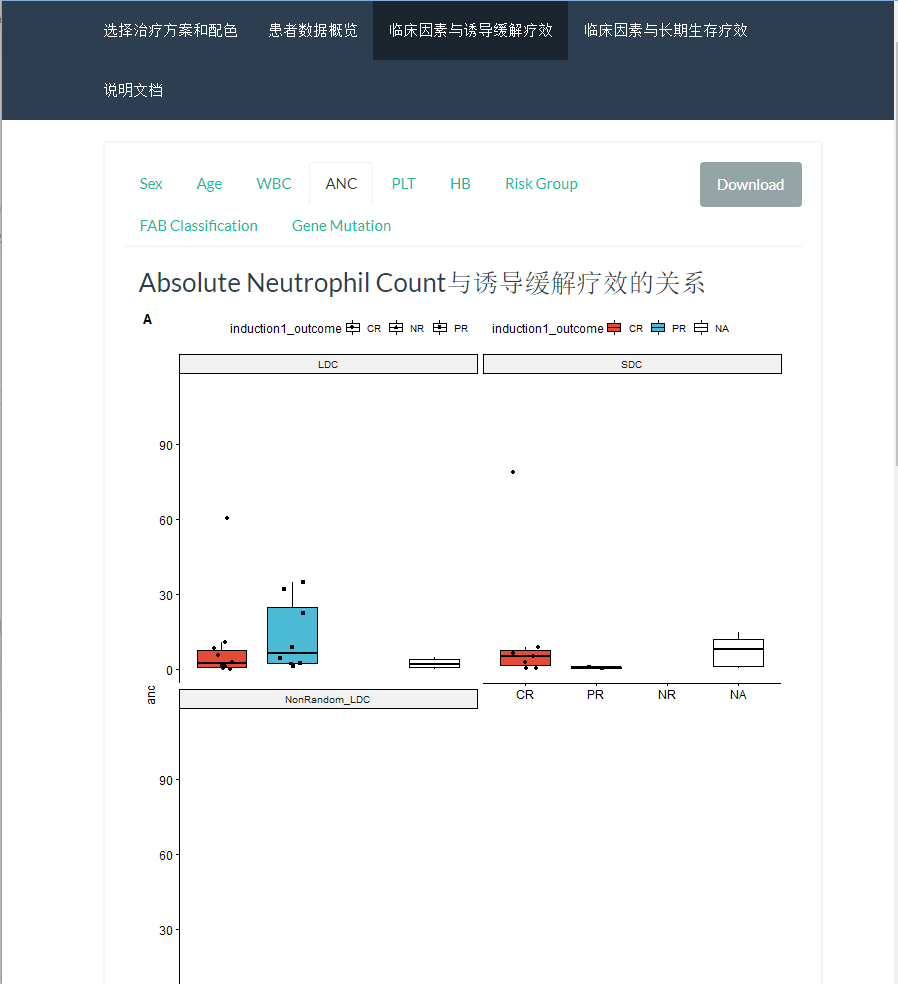 选择治疗方案和配色 患者数据概览 临床因素与诱导缓解疗效 临床因素与长期生存疗效
说明文档
Sex Age WBC ANC PLT HB Risk Group Download
FAB Classification Gene Mutation
Absolute Neutrophil Count与诱导缓解疗效的关系
A
induction1_outcome CR NR PR induction1_outcome CR PR NA
LDC SDC
90
60
30
0
CR PR NR NA
anc
NonRandom_LDC
90
60
30